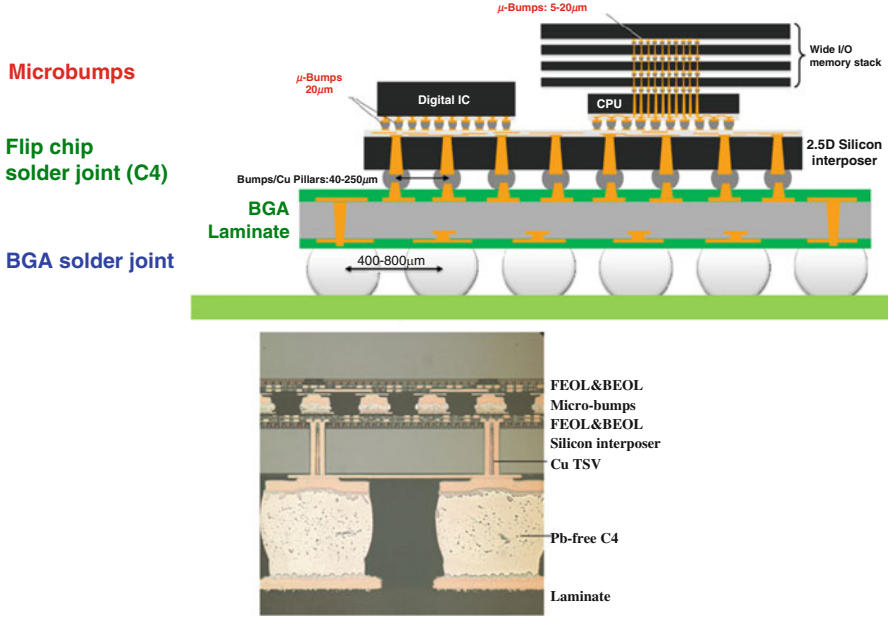 μ-Bumps: 5-20μm
Microbumps
μ-Bumps
20μm
Digital IC
CPU
Wide I/O
memory stack
Flip chip
solder joint (C4)
2.5D Silicon
interposer
Bumps/Cu Pillars:40-250μm
BGA
Laminate
BGA solder joint
400-800μm
FEOL&BEOL
Micro-bumps
FEOL&BEOL
Silicon interposer
Cu TSV
Pb-free C4
Laminate